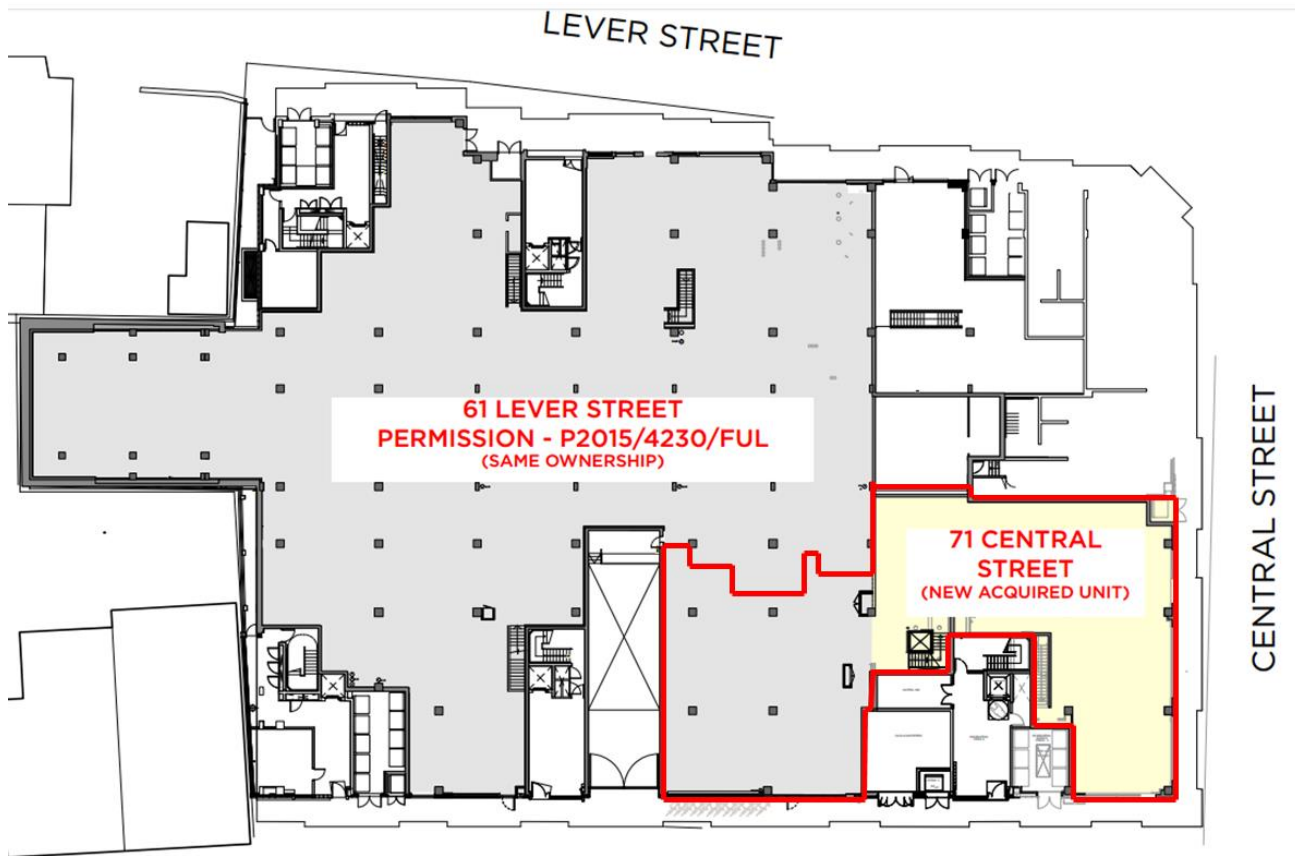 LEVER STREET
61 LEVER STREET
PERMISSION - P2015/4230/FUL
(SAME OWNERSHIP)
71 CENTRAL
STREET
(NEW ACQUIRED UNIT)
CENTRAL STREET